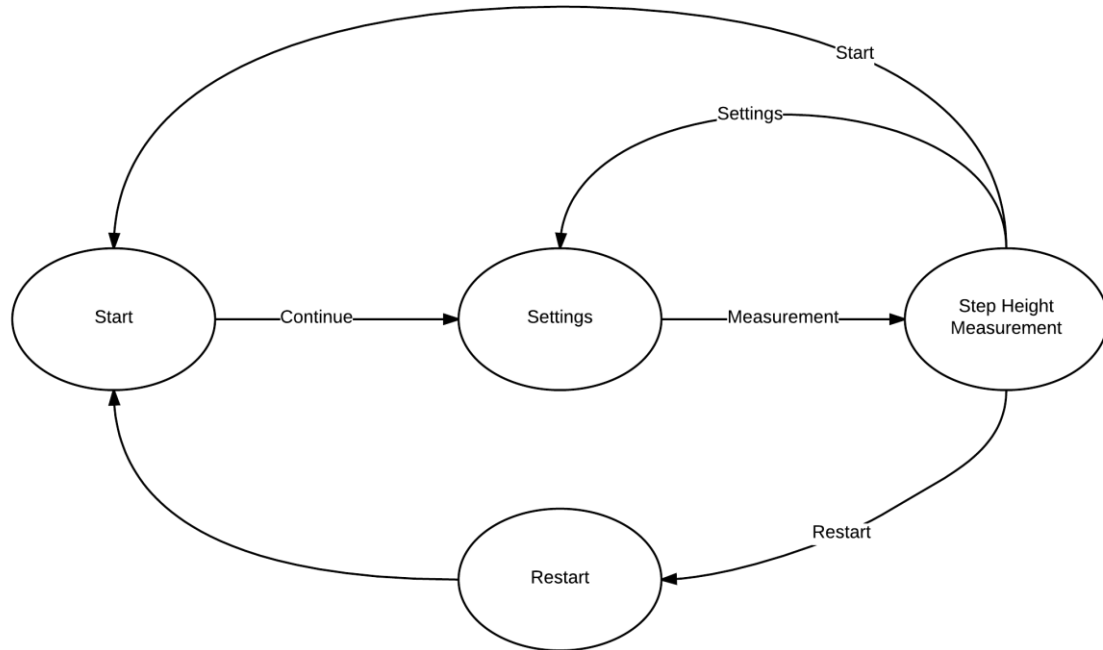 Start
Settings
Start
Continue
Settings
Measurement
Step Height
Measurement
Restart
Restart